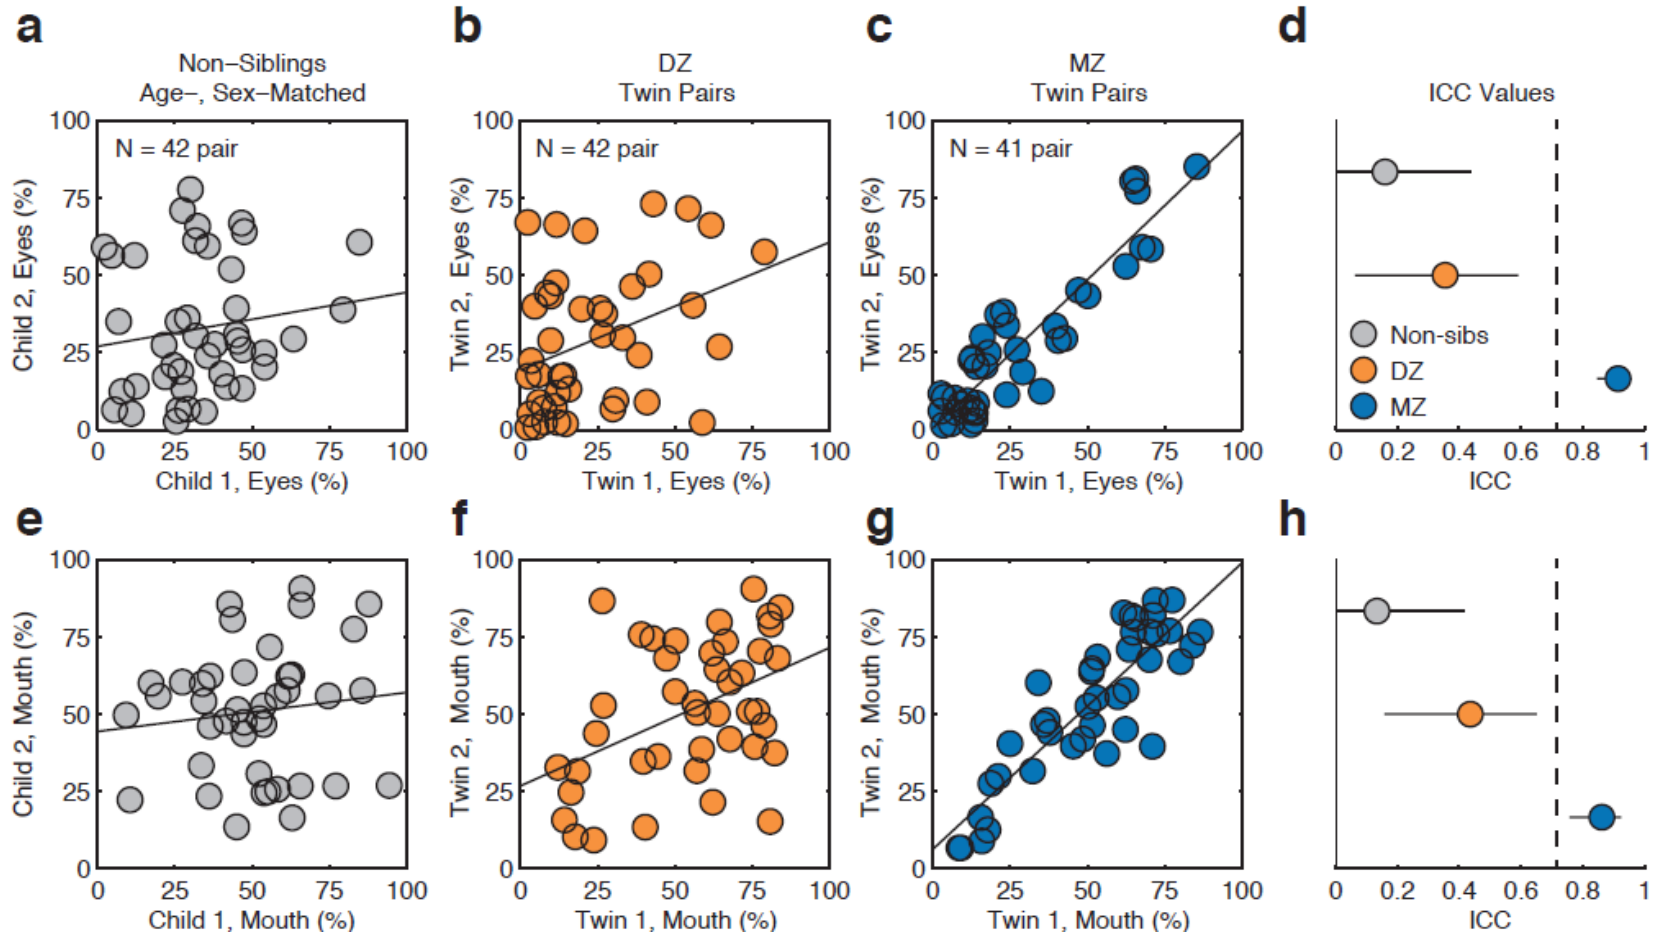 a
b
c
d
Non–Siblings
Age–, Sex–Matched
DZ
Twin Pairs
MZ
Twin Pairs
ICC Values
N = 42 pair
N = 42 pair
N = 41 pair
Child 2, Eyes (%)
100
75
50
25
0
0 25 50 75 100
Child 1, Eyes (%)
Twin 2, Eyes (%)
100
75
50
25
0
0 25 50 75 100
Twin 1, Eyes (%)
Twin 2, Eyes (%)
100
75
50
25
0
0 25 50 75 100
Twin 1, Eyes (%)
Non-sibs
DZ
MZ
0 0.2 0.4 0.6 0.8 1
ICC
e
f
g
h
Child 2, Mouth (%)
100
75
50
25
0
0 25 50 75 100
Child 1, Mouth (%)
Twin 2, Mouth (%)
100
75
50
25
0
0 25 50 75 100
Twin 1, Mouth (%)
Twin 2, Mouth (%)
100
75
50
25
0
0 25 50 75 100
Twin 1, Mouth (%)
0 0.2 0.4 0.6 0.8 1
ICC